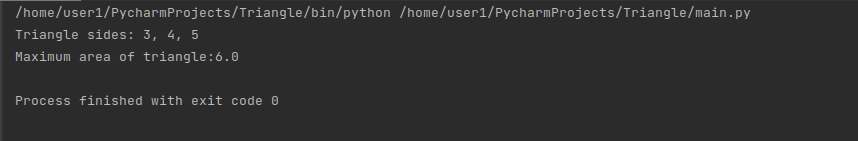 /home/user1/PycharmProjects/Triangle/bin/python /home/user1/PycharmProjects/Triangle/main.py
Triangle sides: 3, 4, 5
Maximum area of triangle:6.0
Process finished with exit code 0